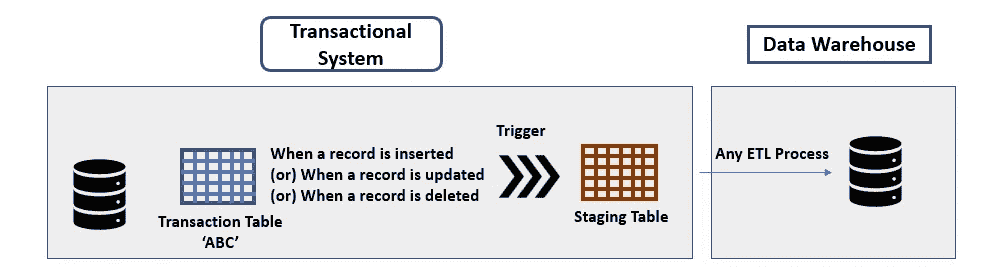 Transactional
System
Data Warehouse
Trigger
When a record is inserted
(or) When a record is updated
(or) When a record is deleted
Any ETL Process
Transaction Table
‘ABC’
Staging Table